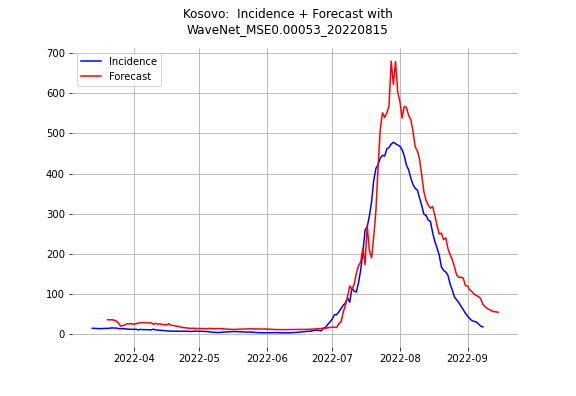 Kosovo:  Incidence + Forecast with
WaveNet_MSE0.00053_20220815
Incidence
Forecast
700
600
500
400
300
200
100
0
2022-04 2022-05 2022-06 2022-07 2022-08 2022-09